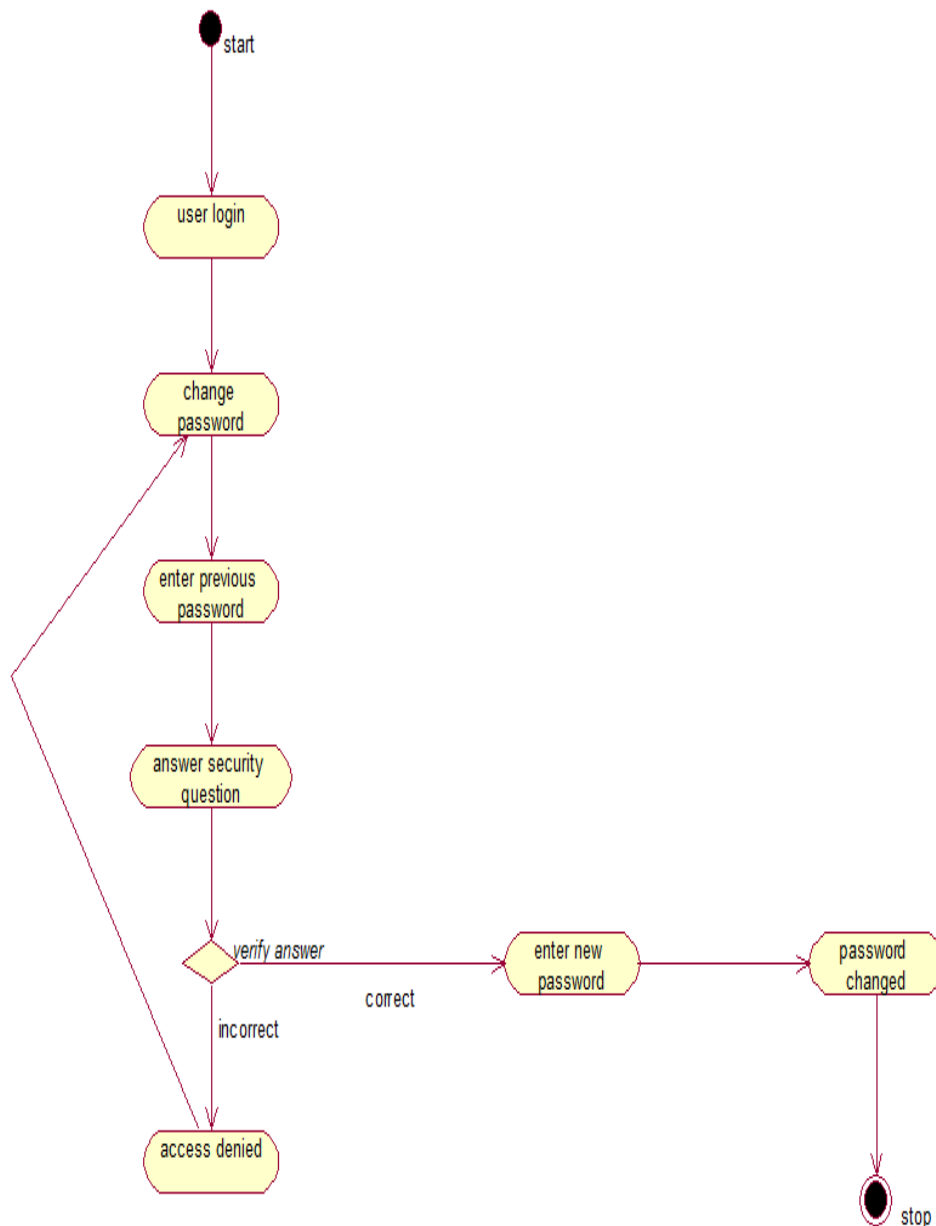 start
user login
change
password
enter previous
password
answer security
question
verify answer
correct
incorrect
enter new
password
password
changed
access denied
stop